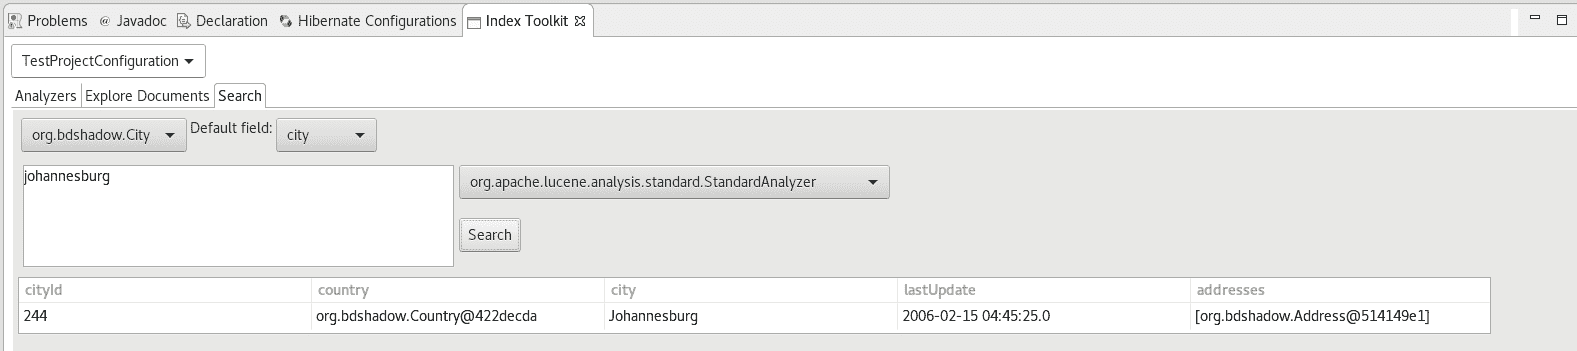 Problems @ Javadoc Declaration Hibernate Configurations Index Toolkit
TestProjectConfiguration
Analyzers Explore Documents Search
org.bdshadow.City Default field: city
johannesburg org.apache.lucene.analysis.standard.StandardAnalyzer
Search
cityId country city lastUpdate addresses
244 org.bdshadow.Country@422decda Johannesburg 2006-02-15 04:45:25.0 [org.bdshadow.Address@514149e1]